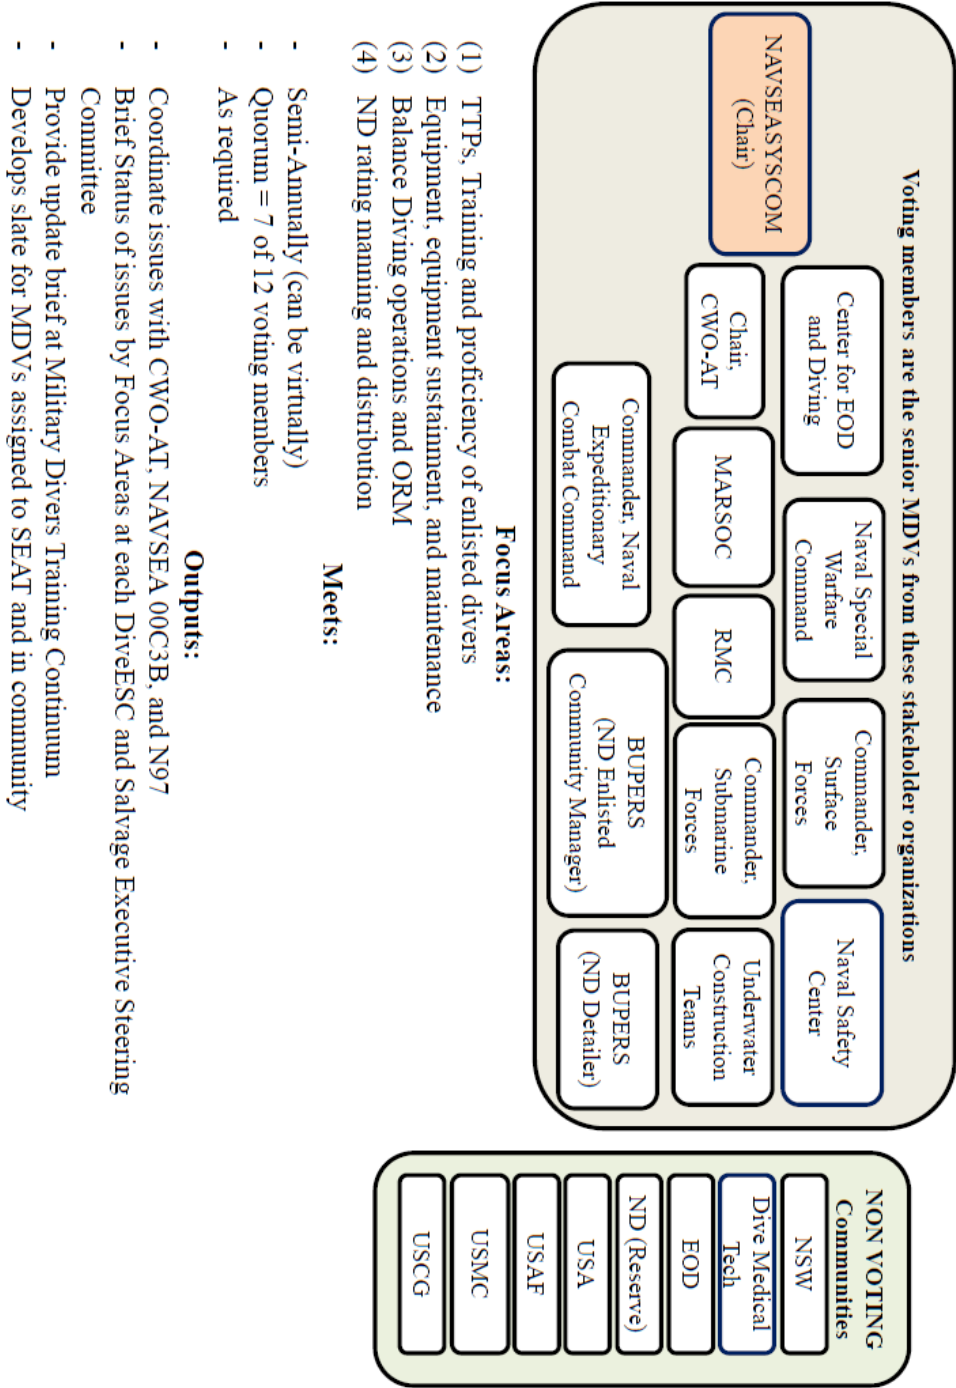 Voting members are the senior MDVs from these stakeholder organizations
NAVSEASYSCOM
(Chair)
Center for EOD
and Diving
Naval Special
Warfare
Command
Commander,
Surface
Forces
Naval Safety
Center
Chair,
CWO-AT
MARSOC
RMC
Commander,
Submarine
Forces
Underwater
Construction
Teams
Commander, Naval
Expeditionary
Combat Command
BUPERS
(ND Enlisted
Community Manager)
BUPERS
(ND Detailer)
NON VOTING
Communities
NSW
Dive Medical
Tech
EOD
ND (Reserve)
USA
USAF
USMC
USCG
Focus Areas:
(1) TTPs, Training and proficiency of enlisted divers
(2) Equipment, equipment sustainment, and maintenance
(3) Balance Diving operations and ORM
(4) ND rating manning and distribution
Meets:
- Semi-Annually (can be virtually)
- Quorum = 7 of 12 voting members
- As required
Outputs:
- Coordinate issues with CWO-AT, NAVSEA 00C3B, and N97
- Brief Status of issues by Focus Areas at each DiveESC and Salvage Executive Steering
Committee
- Provide update brief at Military Divers Training Continuum
- Develops slate for MDVs assigned to SEAT and in community